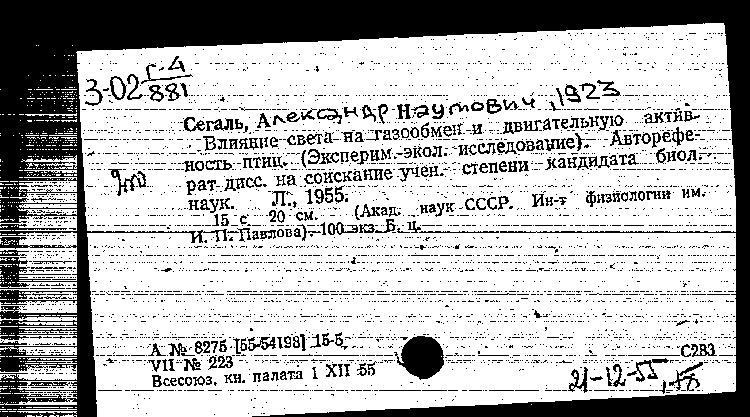 Г-4
3-02 881
Сегаль, Александр Наумович, 1923
Влияние света на газообмен и двигательную актив-
ность птиц. (Эксперим.-экол. исследование). Авторефе-
рат дисс. на соискание учен. степени кандидата биол.
наук. Л., 1955.
15 с. 20 см. (Акад. наук СССР. Ин-т физиологии им.
И. П. Павлова). 100 экз. Б. ц.
А № 8275 [55-54198] 15-5
VII № 223
Всесоюз. кн. палата 1 XII 55
С283
21-12-55